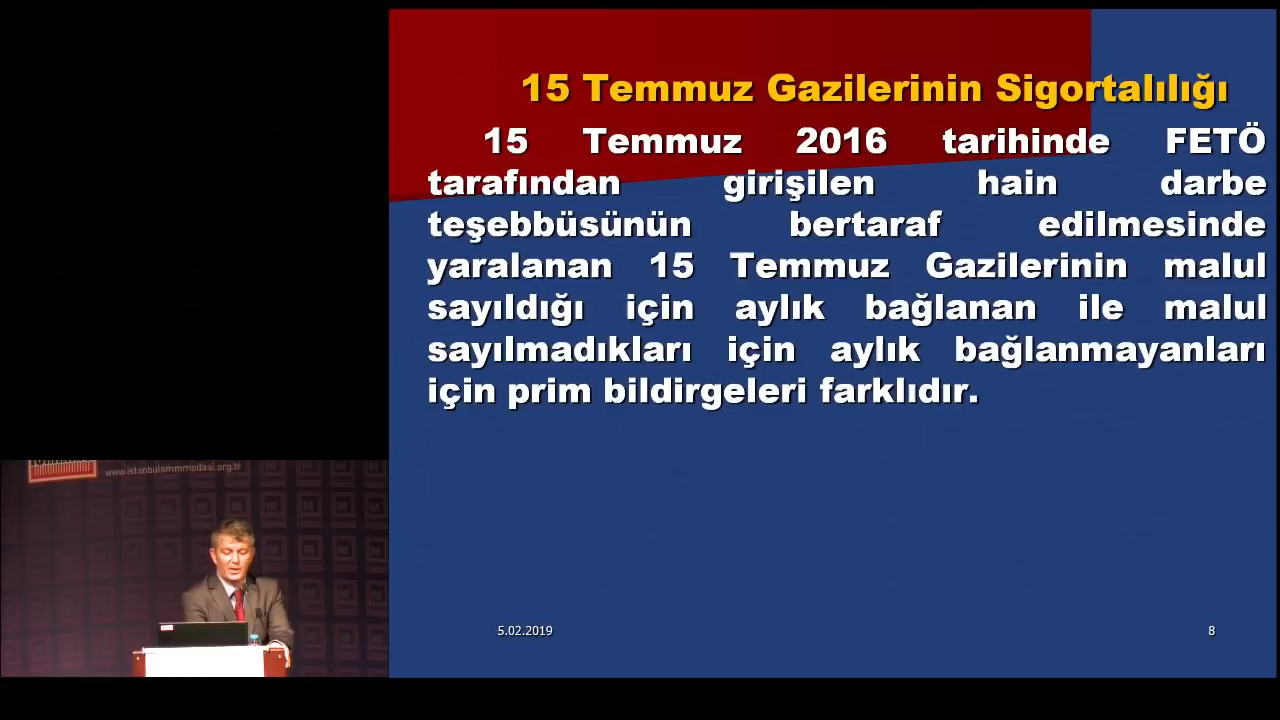 15 Temmuz Gazilerinin Sigortalılığı
15 Temmuz 2016 tarihinde FETÖ
tarafından girişilen hain darbe
teşebbüsünün bertaraf edilmesinde
yaralanan 15 Temmuz Gazilerinin malul
sayıldığı için aylık bağlanan ile malul
sayılmadıkları için aylık bağlanmayanları
için prim bildirgeleri farklıdır.
www.istanbulsmmmodasi.org.tr
5.02.2019
8